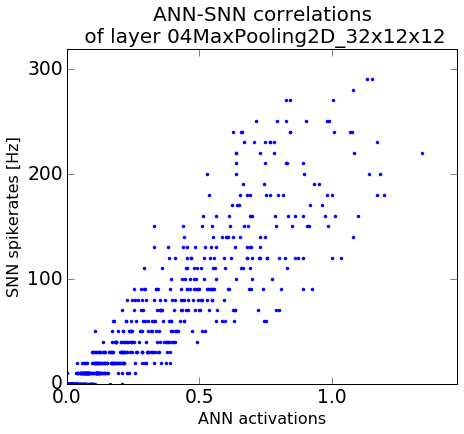 ANN-SNN correlations
of layer 04MaxPooling2D_32x12x12
300
200
100
0
SNN spikerates [Hz]
0.0 0.5 1.0
ANN activations